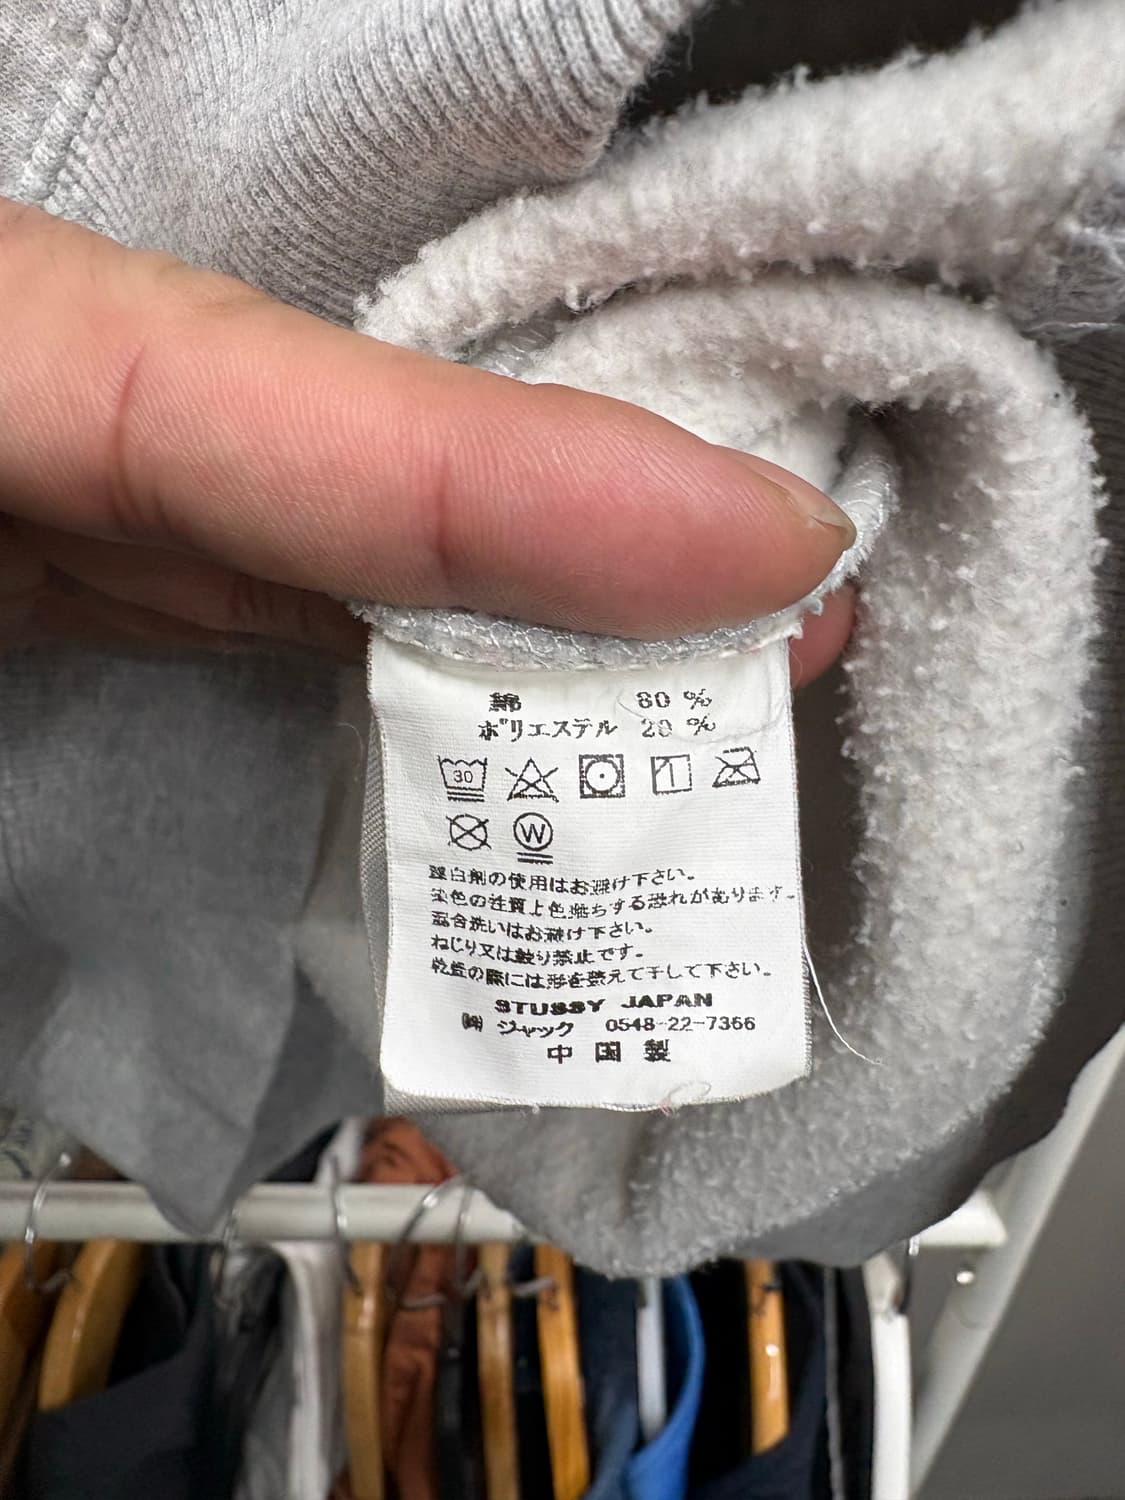 綿 80 %
ポリエステル 20 %
30
W
漂白剤の使用はお避け下さい。
染色の性質上色落ちする恐れがあります。
混合洗いはお避け下さい。
ねじり又は絞り禁止です。
乾燥の際には形を整えて干して下さい。
STUSSY JAPAN
㈱ ジャック 0548-22-7366
中国製